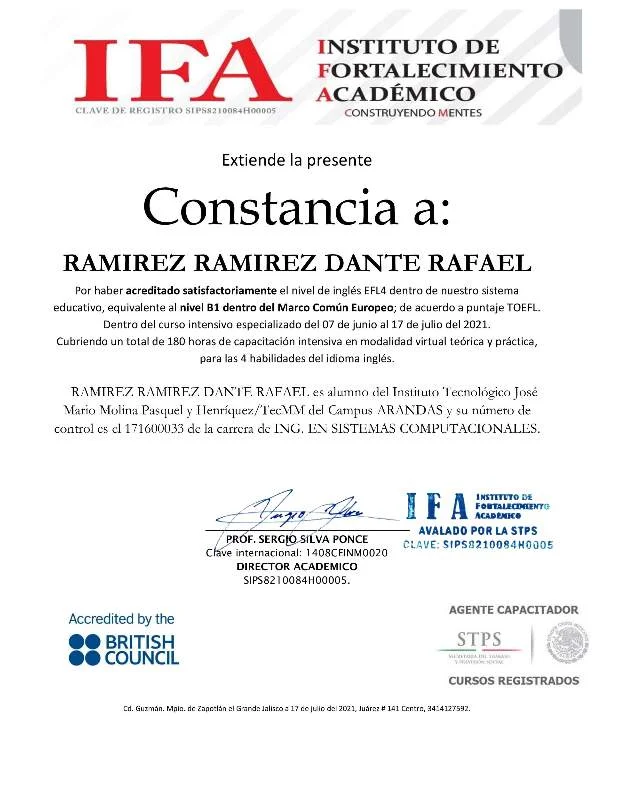 IFA
CLAVE DE REGISTRO SIPS8210084H00005
INSTITUTO DE
FORTALECIMIENTO
ACADÉMICO
CONSTRUYENDO MENTES
Extiende la presente
Constancia a:
RAMIREZ RAMIREZ DANTE RAFAEL
Por haber acreditado satisfactoriamente el nivel de inglés EFL4 dentro de nuestro sistema
educativo, equivalente al nivel B1 dentro del Marco Común Europeo; de acuerdo a puntaje TOEFL.
Dentro del curso intensivo especializado del 07 de junio al 17 de julio del 2021.
Cubriendo un total de 180 horas de capacitación intensiva en modalidad virtual teórica y práctica,
para las 4 habilidades del idioma inglés.
RAMIREZ RAMIREZ DANTE RAFAEL es alumno del Instituto Tecnológico José
Mario Molina Pasquel y Henríquez/TecMM del Campus ARANDAS y su número de
control es el 171600033 de la carrera de ING. EN SISTEMAS COMPUTACIONALES.
PROF. SERGIO SILVA PONCE
Clave internacional: 1408CFINM0020
DIRECTOR ACADEMICO
SIPS8210084H00005.
IFA
INSTITUTO DE
FORTALECIMIENTO
ACADÉMICO
AVALADO POR LA STPS
CLAVE: SIPS8210084H0005
Accredited by the
BRITISH
COUNCIL
AGENTE CAPACITADOR
STPS
SECRETARÍA DEL TRABAJO
Y PREVISIÓN SOCIAL
CURSOS REGISTRADOS
Cd. Guzmán. Mpio. de Zapotlán el Grande Jalisco a 17 de julio del 2021, Juárez # 141 Centro, 3414127592.